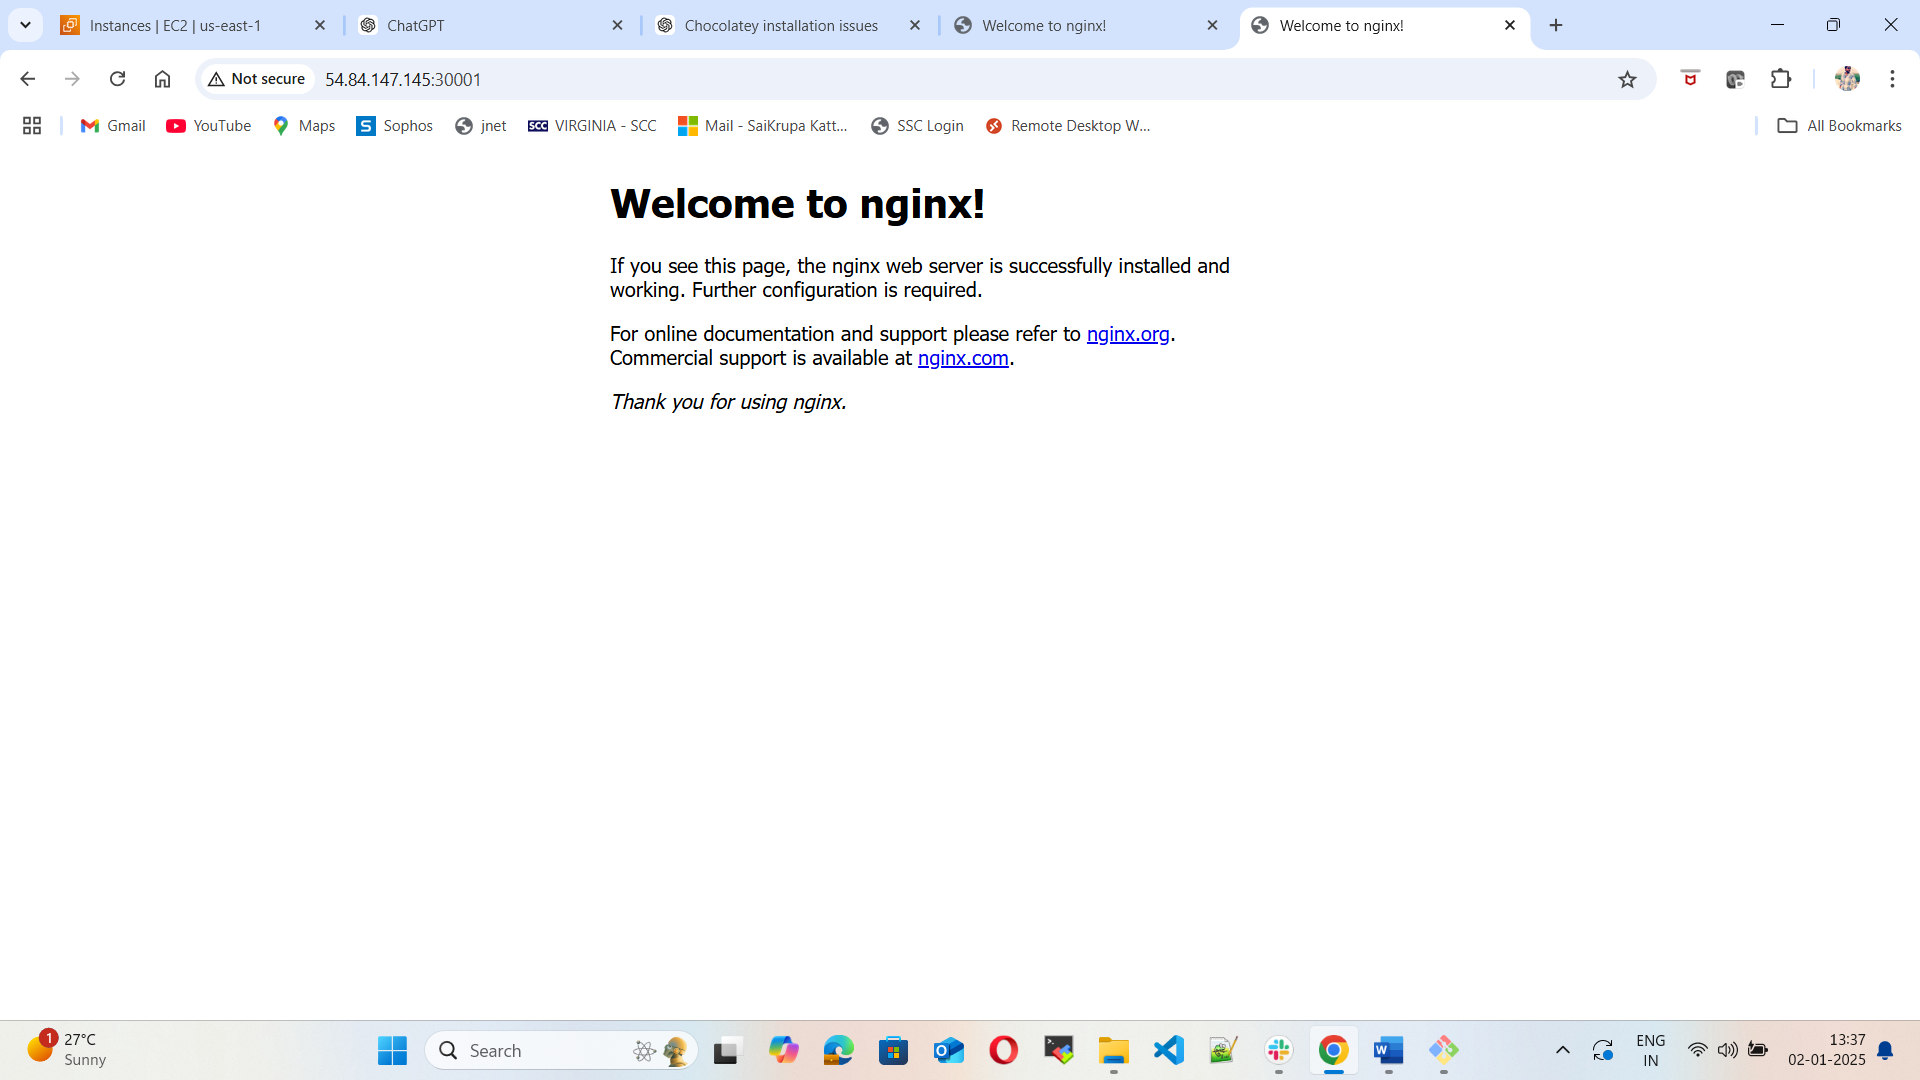 Instances | EC2 | us-east-1
ChatGPT
Chocolatey installation issues
Welcome to nginx!
Welcome to nginx!
Not secure
54.84.147.145:30001
Gmail
YouTube
Maps
S Sophos
jnet
SCC VIRGINIA - SCC
Mail - SaiKrupa Katt...
SSC Login
Remote Desktop W...
All Bookmarks
Welcome to nginx!
If you see this page, the nginx web server is successfully installed and
working. Further configuration is required.
For online documentation and support please refer to nginx.org.
Commercial support is available at nginx.com.
Thank you for using nginx.
1
27°C
Sunny
Search
ENG
IN
13:37
02-01-2025